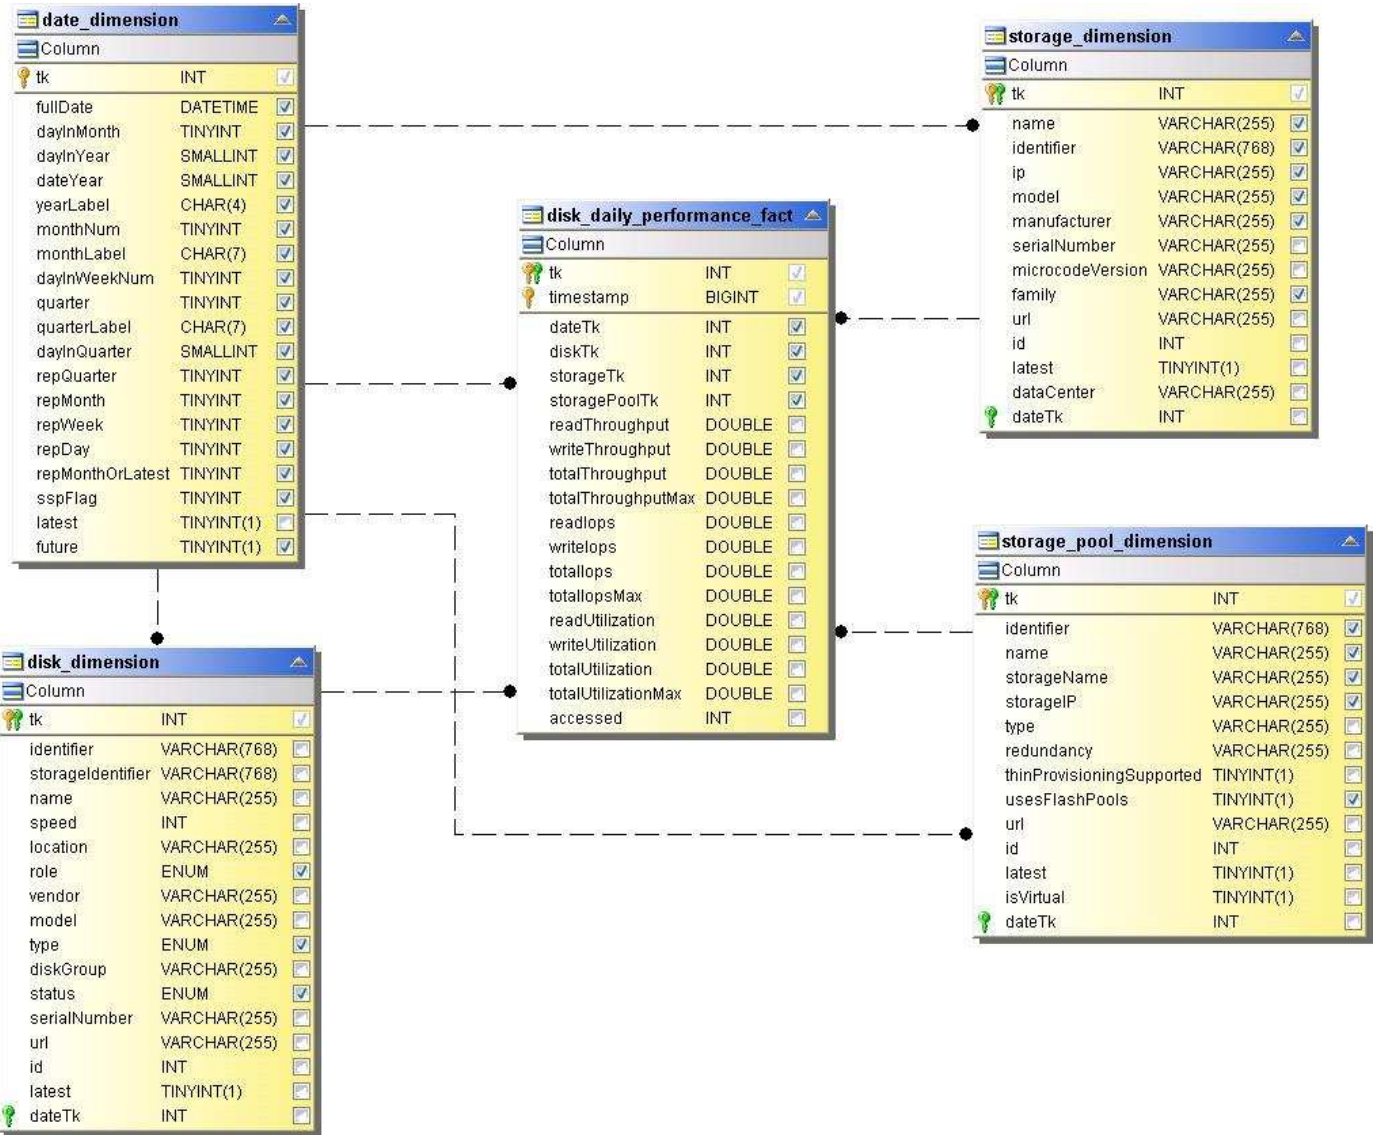 date_dimension
Column
tk INT
fullDate DATETIME
dayInMonth TINYINT
dayInYear SMALLINT
dateYear SMALLINT
yearLabel CHAR(4)
monthNum TINYINT
monthLabel CHAR(7)
dayInWeekNum TINYINT
quarter TINYINT
quarterLabel CHAR(7)
dayInQuarter SMALLINT
repQuarter TINYINT
repMonth TINYINT
repWeek TINYINT
repDay TINYINT
repMonthOrLatest TINYINT
sspFlag TINYINT
latest TINYINT(1)
future TINYINT(1)
disk_dimension
Column
tk INT
identifier VARCHAR(768)
storageIdentifier VARCHAR(768)
name VARCHAR(255)
speed INT
location VARCHAR(255)
role ENUM
vendor VARCHAR(255)
model VARCHAR(255)
type ENUM
diskGroup VARCHAR(255)
status ENUM
serialNumber VARCHAR(255)
url VARCHAR(255)
id INT
latest TINYINT(1)
dateTk INT
disk_daily_performance_fact
Column
tk INT
timestamp BIGINT
dateTk INT
diskTk INT
storageTk INT
storagePoolTk INT
readThroughput DOUBLE
writeThroughput DOUBLE
totalThroughput DOUBLE
totalThroughputMax DOUBLE
readIops DOUBLE
writeIops DOUBLE
totalIops DOUBLE
totalIopsMax DOUBLE
readUtilization DOUBLE
writeUtilization DOUBLE
totalUtilization DOUBLE
totalUtilizationMax DOUBLE
accessed INT
storage_dimension
Column
tk INT
name VARCHAR(255)
identifier VARCHAR(768)
ip VARCHAR(255)
model VARCHAR(255)
manufacturer VARCHAR(255)
serialNumber VARCHAR(255)
microcodeVersion VARCHAR(255)
family VARCHAR(255)
url VARCHAR(255)
id INT
latest TINYINT(1)
dataCenter VARCHAR(255)
dateTk INT
storage_pool_dimension
Column
tk INT
identifier VARCHAR(768)
name VARCHAR(255)
storageName VARCHAR(255)
storageIP VARCHAR(255)
type VARCHAR(255)
redundancy VARCHAR(255)
thinProvisioningSupported TINYINT(1)
usesFlashPools TINYINT(1)
url VARCHAR(255)
id INT
latest TINYINT(1)
isVirtual TINYINT(1)
dateTk INT